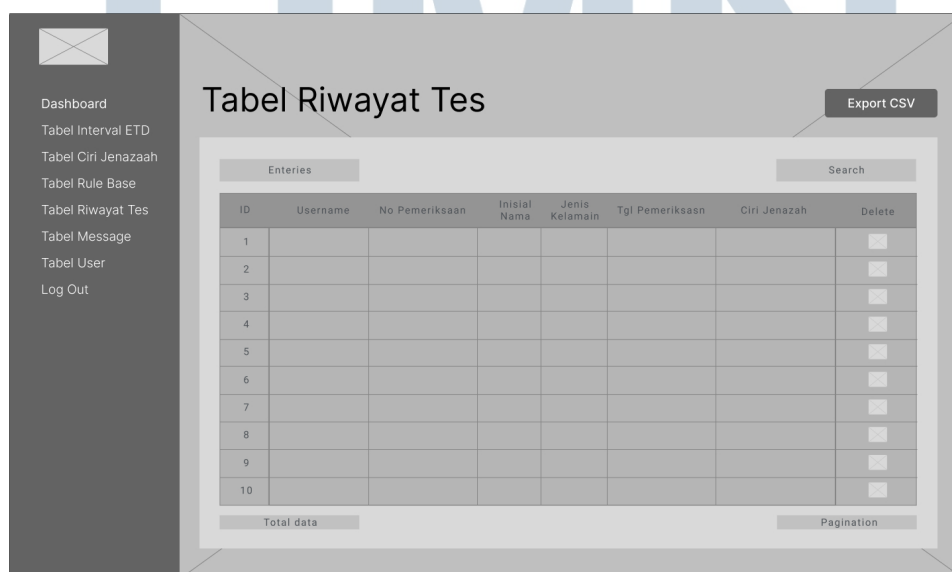 Dashboard
Tabel Interval ETD
Tabel Ciri Jenazaah
Tabel Rule Base
Tabel Riwayat Tes
Tabel Message
Tabel User
Log Out
Tabel Riwayat Tes
Export CSV
Enteries
Search
ID Username No Pemeriksaan Inisial Nama Jenis Kelamain Tgl Pemeriksasn Ciri Jenazah Delete
1
2
3
4
5
6
7
8
9
10
Total data
Pagination